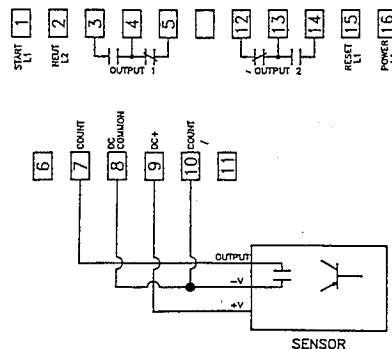 1 2 3 4 5 12 13 14 15 16
START L1
NEUT L2
OUTPUT 1
OUTPUT 2
RESET L1
POWER
6 7 8 9 10 11
COUNT
DC COMMON
DC+
COUNT /
OUTPUT
-V
+V
SENSOR